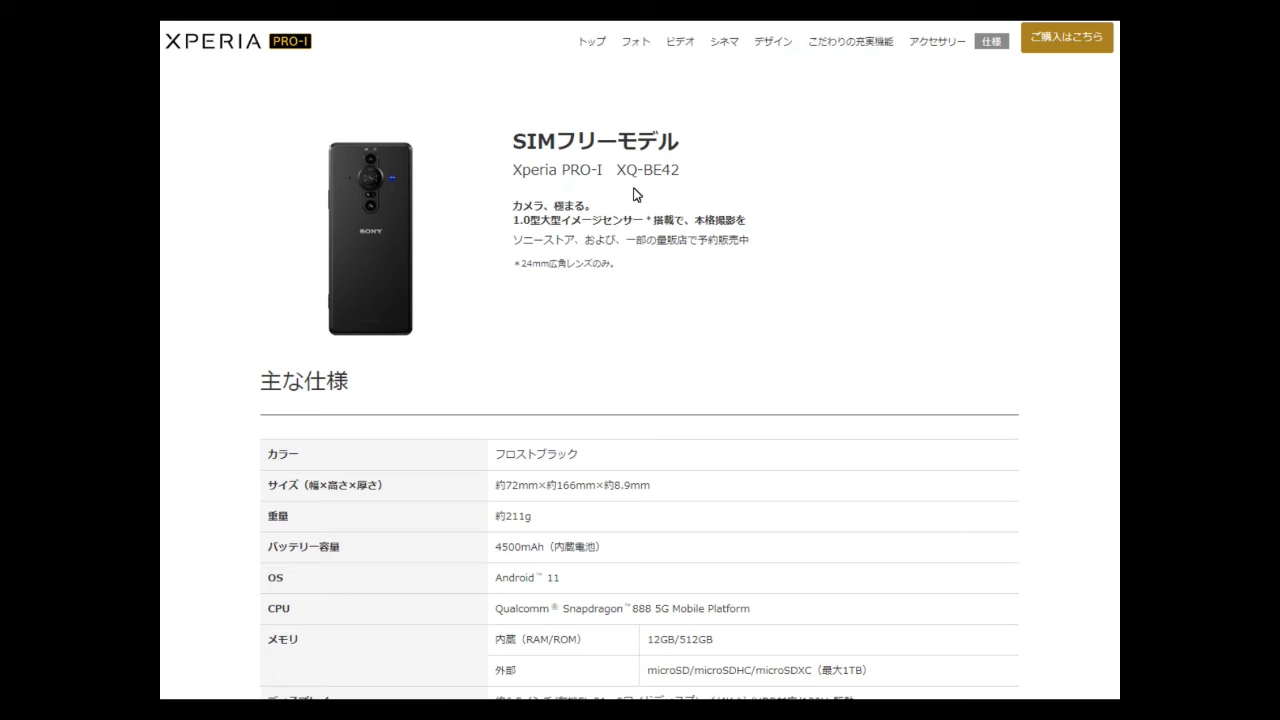 XPERIA PRO-I
トップ フォト ビデオ シネマ デザイン こだわりの充実機能 アクセサリー 仕様 ご購入はこちら
SIMフリーモデル
Xperia PRO-I XQ-BE42
カメラ、極まる。
1.0型大型イメージセンサー＊搭載で、本格撮影を
ソニーストア、および、一部の量販店で予約販売中
＊24mm広角レンズのみ。
SONY
主な仕様
カラー フロストブラック
サイズ（幅×高さ×厚さ） 約72mm×約166mm×約8.9mm
重量 約211g
バッテリー容量 4500mAh（内蔵電池）
OS Android™ 11
CPU Qualcomm® Snapdragon™888 5G Mobile Platform
メモリ 内蔵（RAM/ROM） 12GB/512GB
外部 microSD/microSDHC/microSDXC（最大1TB）